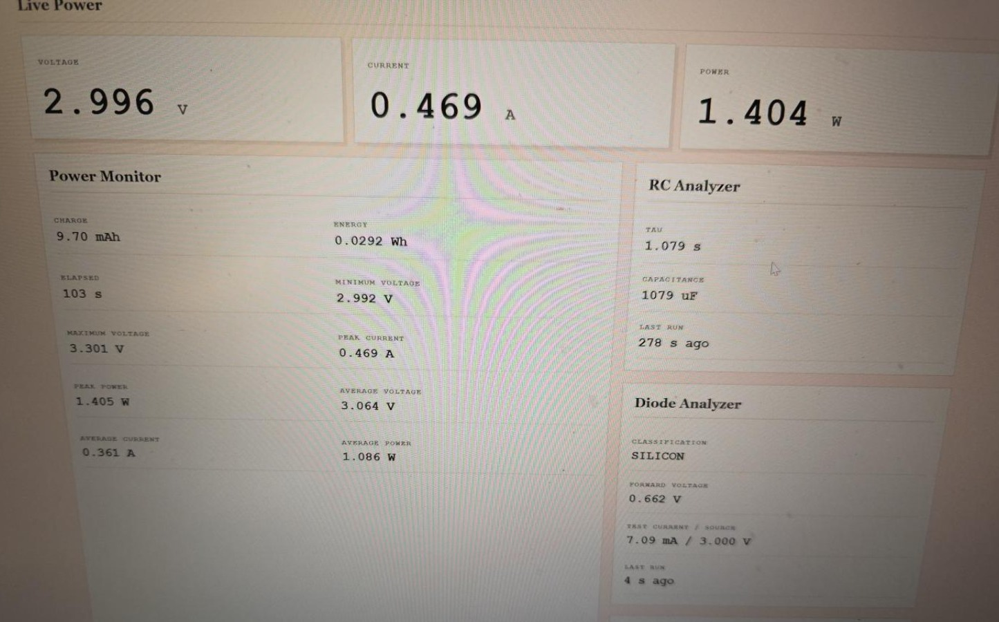 Live Power
VOLTAGE
2.996 V
CURRENT
0.469 A
POWER
1.404 W
Power Monitor
CHARGE
9.70 mAh
ENERGY
0.0292 Wh
ELAPSED
103 s
MINIMUM VOLTAGE
2.992 V
MAXIMUM VOLTAGE
3.301 V
PEAK CURRENT
0.469 A
PEAK POWER
1.405 W
AVERAGE VOLTAGE
3.064 V
AVERAGE CURRENT
0.361 A
AVERAGE POWER
1.086 W
RC Analyzer
TAU
1.079 s
CAPACITANCE
1079 uF
LAST RUN
278 s ago
Diode Analyzer
CLASSIFICATION
SILICON
FORWARD VOLTAGE
0.662 V
TEST CURRENT / SOURCE
7.09 mA / 3.000 V
LAST RUN
4 s ago